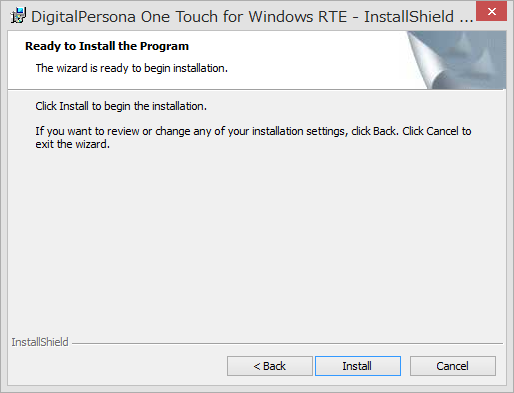 DigitalPersona One Touch for Windows RTE - InstallShield ...
Ready to Install the Program
The wizard is ready to begin installation.
Click Install to begin the installation.
If you want to review or change any of your installation settings, click Back. Click Cancel to
exit the wizard.
InstallShield
< Back
Install
Cancel